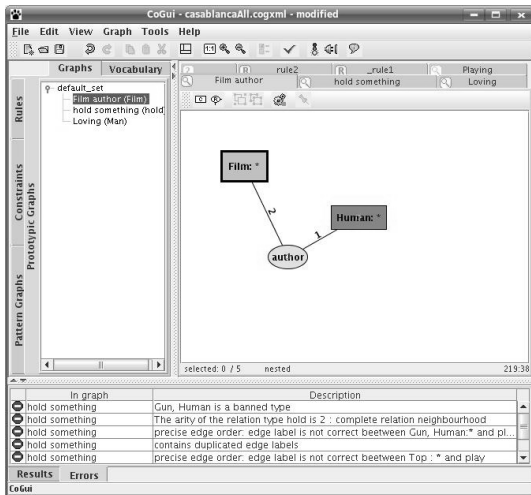 CoGui - casablancaAll.cogxml - modified
File Edit View Graph Tools Help
Graphs Vocabulary
rule2 _rule1 Playing
Film author hold something Loving
default_set
Film author (Film)
hold something (hold
Loving (Man)
Rules
Constraints
Pattern Graphs
Prototypic Graphs
Film: *
2
Human: *
1
author
selected: 0 / 5 nested 219:38
In graph Description
hold something Gun, Human is a banned type
hold something The arity of the relation type hold is 2 : complete relation neighbourhood
hold something precise edge order: edge label is not correct beetween Gun, Human:* and pl...
hold something contains duplicated edge labels
hold something precise edge order: edge label is not correct beetween Top : * and play
Results Errors
CoGui